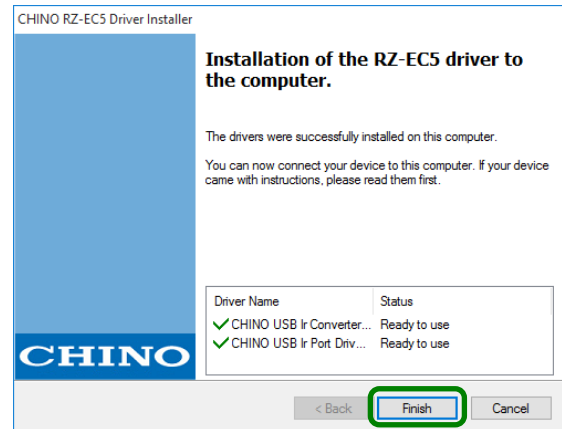 CHINO RZ-EC5 Driver Installer
Installation of the RZ-EC5 driver to
the computer.
The drivers were successfully installed on this computer.
You can now connect your device to this computer. If your device
came with instructions, please read them first.
Driver Name Status
CHINO USB Ir Converter... Ready to use
CHINO USB Ir Port Driv... Ready to use
CHINO
< Back Finish Cancel